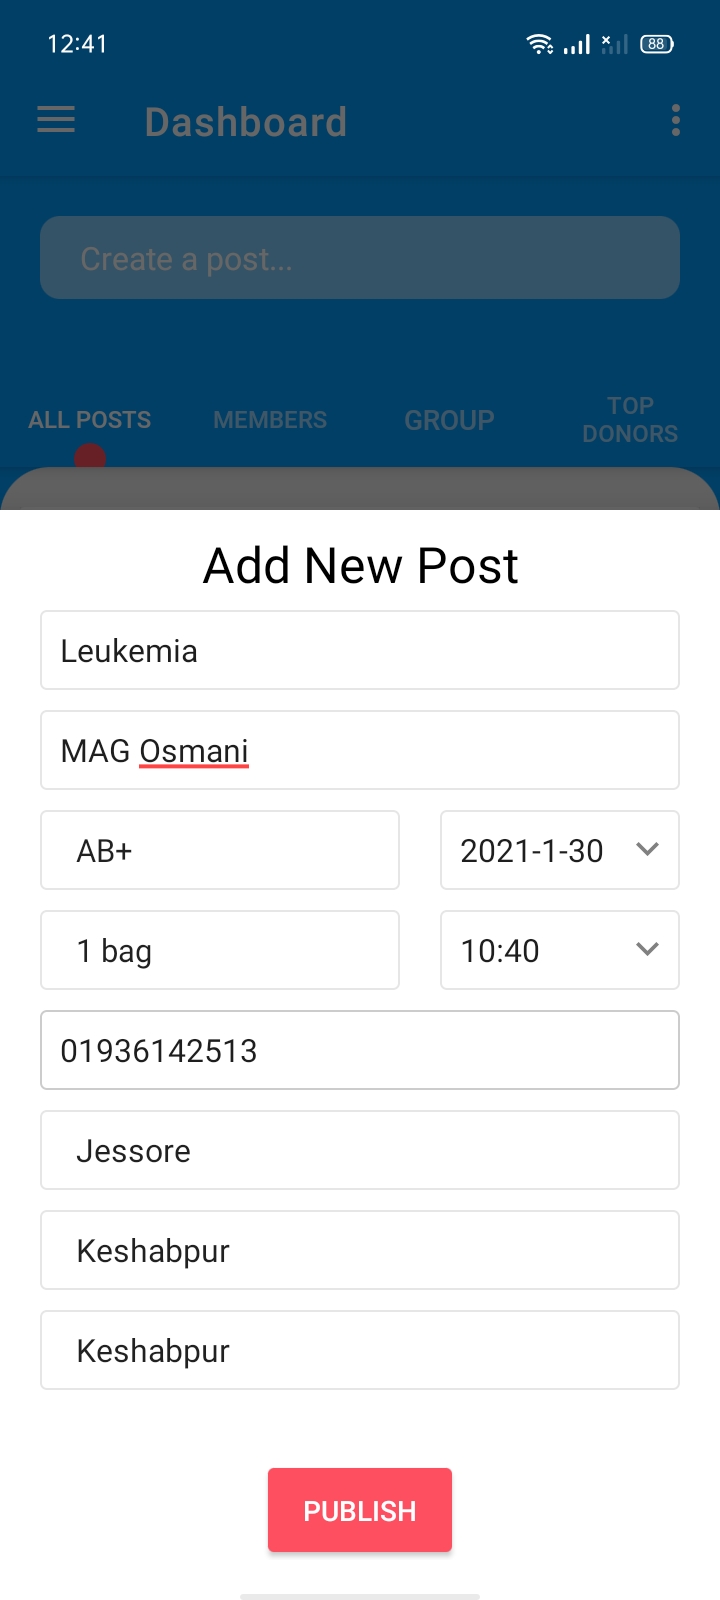 12:41
88
Dashboard
Create a post...
ALL POSTS
MEMBERS
GROUP
TOP
DONORS
Add New Post
Leukemia
MAG Osmani
AB+
2021-1-30
1 bag
10:40
01936142513
Jessore
Keshabpur
Keshabpur
PUBLISH